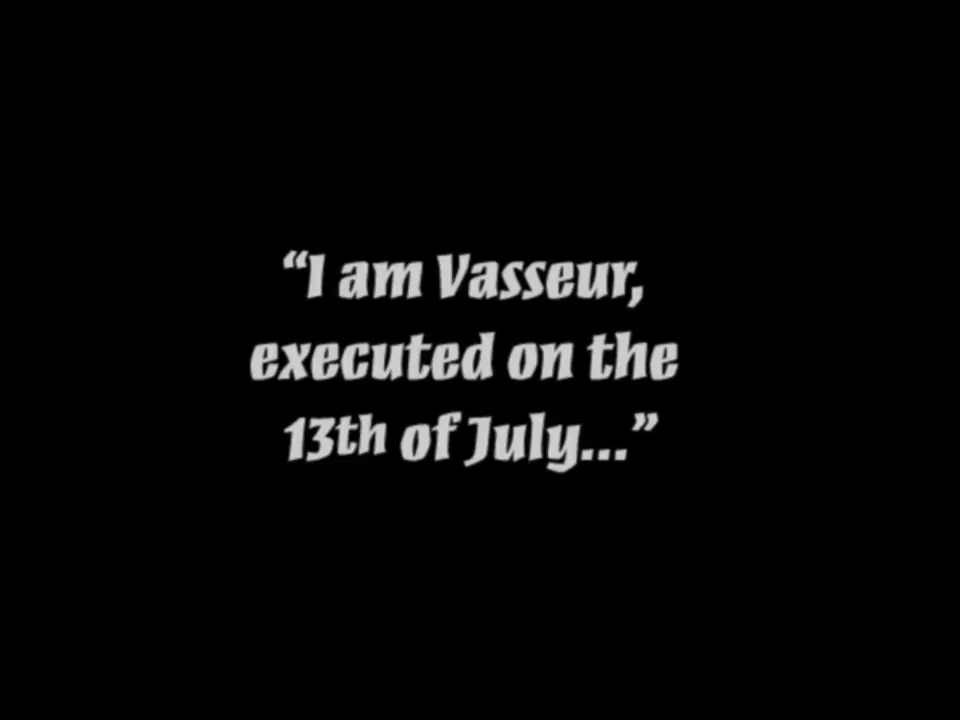 “I am Vasseur,
executed on the
13th of July...”